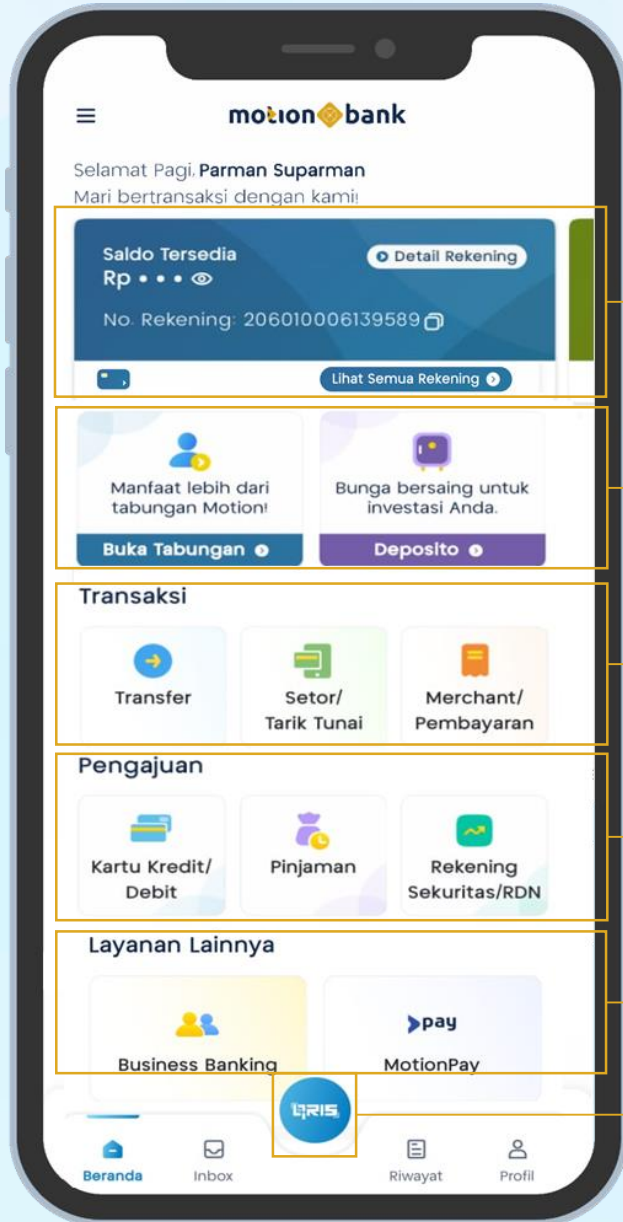 motion bank
Selamat Pagi, Parman Suparman
Mari bertransaksi dengan kami!
Saldo Tersedia
Detail Rekening
Rp • • •
No. Rekening: 206010006139589
Lihat Semua Rekening
Manfaat lebih dari
tabungan Motion!
Buka Tabungan
Bunga bersaing untuk
investasi Anda.
Deposito
Transaksi
Transfer
Setor/
Tarik Tunai
Merchant/
Pembayaran
Pengajuan
Kartu Kredit/
Debit
Pinjaman
Rekening
Sekuritas/RDN
Layanan Lainnya
Business Banking
pay
MotionPay
QRIS
Beranda
Inbox
Riwayat
Profil